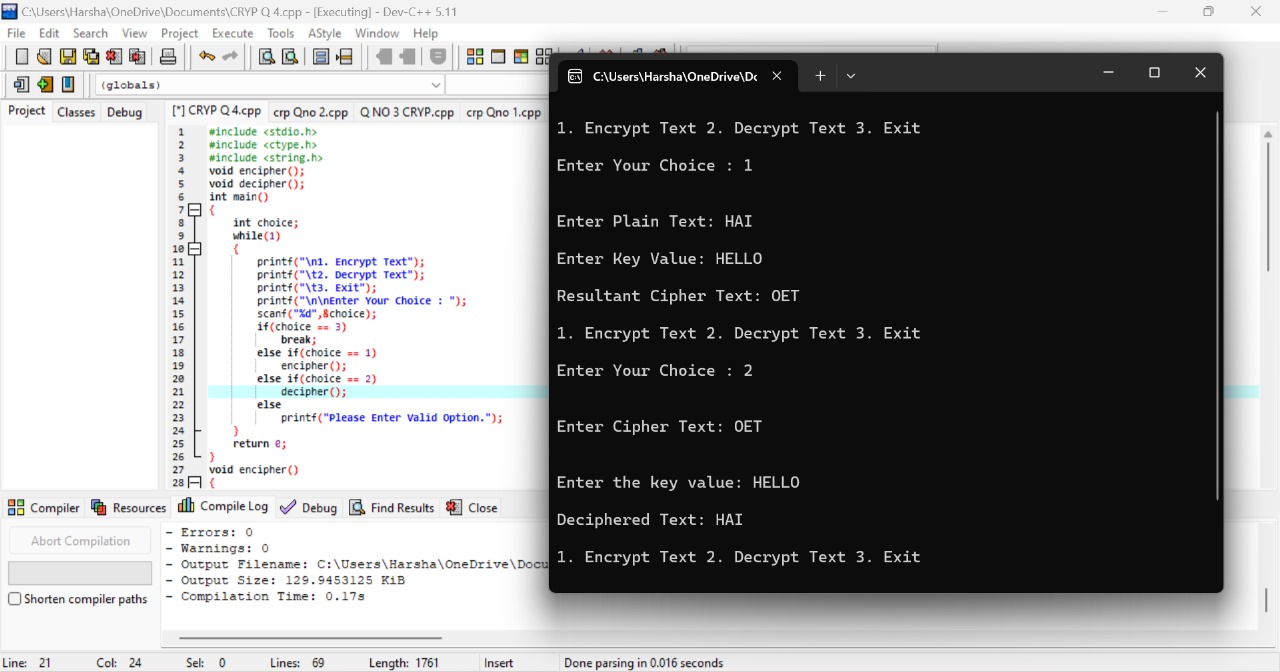 C:\Users\Harsha\OneDrive\Documents\CRYP Q 4.cpp - [Executing] - Dev-C++ 5.11
File Edit Search View Project Execute Tools AStyle Window Help
(globals)
Project Classes Debug
[*] CRYP Q 4.cpp crp Qno 2.cpp Q NO 3 CRYP.cpp crp Qno 1.cpp
1 #include <stdio.h>
2 #include <ctype.h>
3 #include <string.h>
4 void encipher();
5 void decipher();
6 int main()
7 {
8 int choice;
9 while(1)
10 {
11 printf("\n1. Encrypt Text");
12 printf("\t2. Decrypt Text");
13 printf("\t3. Exit");
14 printf("\n\nEnter Your Choice : ");
15 scanf("%d",&choice);
16 if(choice == 3)
17 break;
18 else if(choice == 1)
19 encipher();
20 else if(choice == 2)
21 decipher();
22 else
23 printf("Please Enter Valid Option.");
24 }
25 return 0;
26 }
27 void encipher()
28 {
C:\Users\Harsha\OneDrive\Dc
1. Encrypt Text 2. Decrypt Text 3. Exit
Enter Your Choice : 1
Enter Plain Text: HAI
Enter Key Value: HELLO
Resultant Cipher Text: OET
1. Encrypt Text 2. Decrypt Text 3. Exit
Enter Your Choice : 2
Enter Cipher Text: OET
Enter the key value: HELLO
Deciphered Text: HAI
1. Encrypt Text 2. Decrypt Text 3. Exit
Compiler Resources Compile Log Debug Find Results Close
Abort Compilation
Shorten compiler paths
- Errors: 0
- Warnings: 0
- Output Filename: C:\Users\Harsha\OneDrive\Docu
- Output Size: 129.9453125 KiB
- Compilation Time: 0.17s
Line: 21 Col: 24 Sel: 0 Lines: 69 Length: 1761 Insert Done parsing in 0.016 seconds